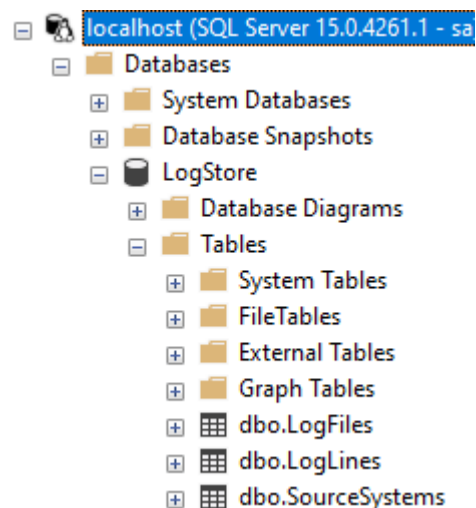 localhost (SQL Server 15.0.4261.1 - sa)
Databases
System Databases
Database Snapshots
LogStore
Database Diagrams
Tables
System Tables
FileTables
External Tables
Graph Tables
dbo.LogFiles
dbo.LogLines
dbo.SourceSystems